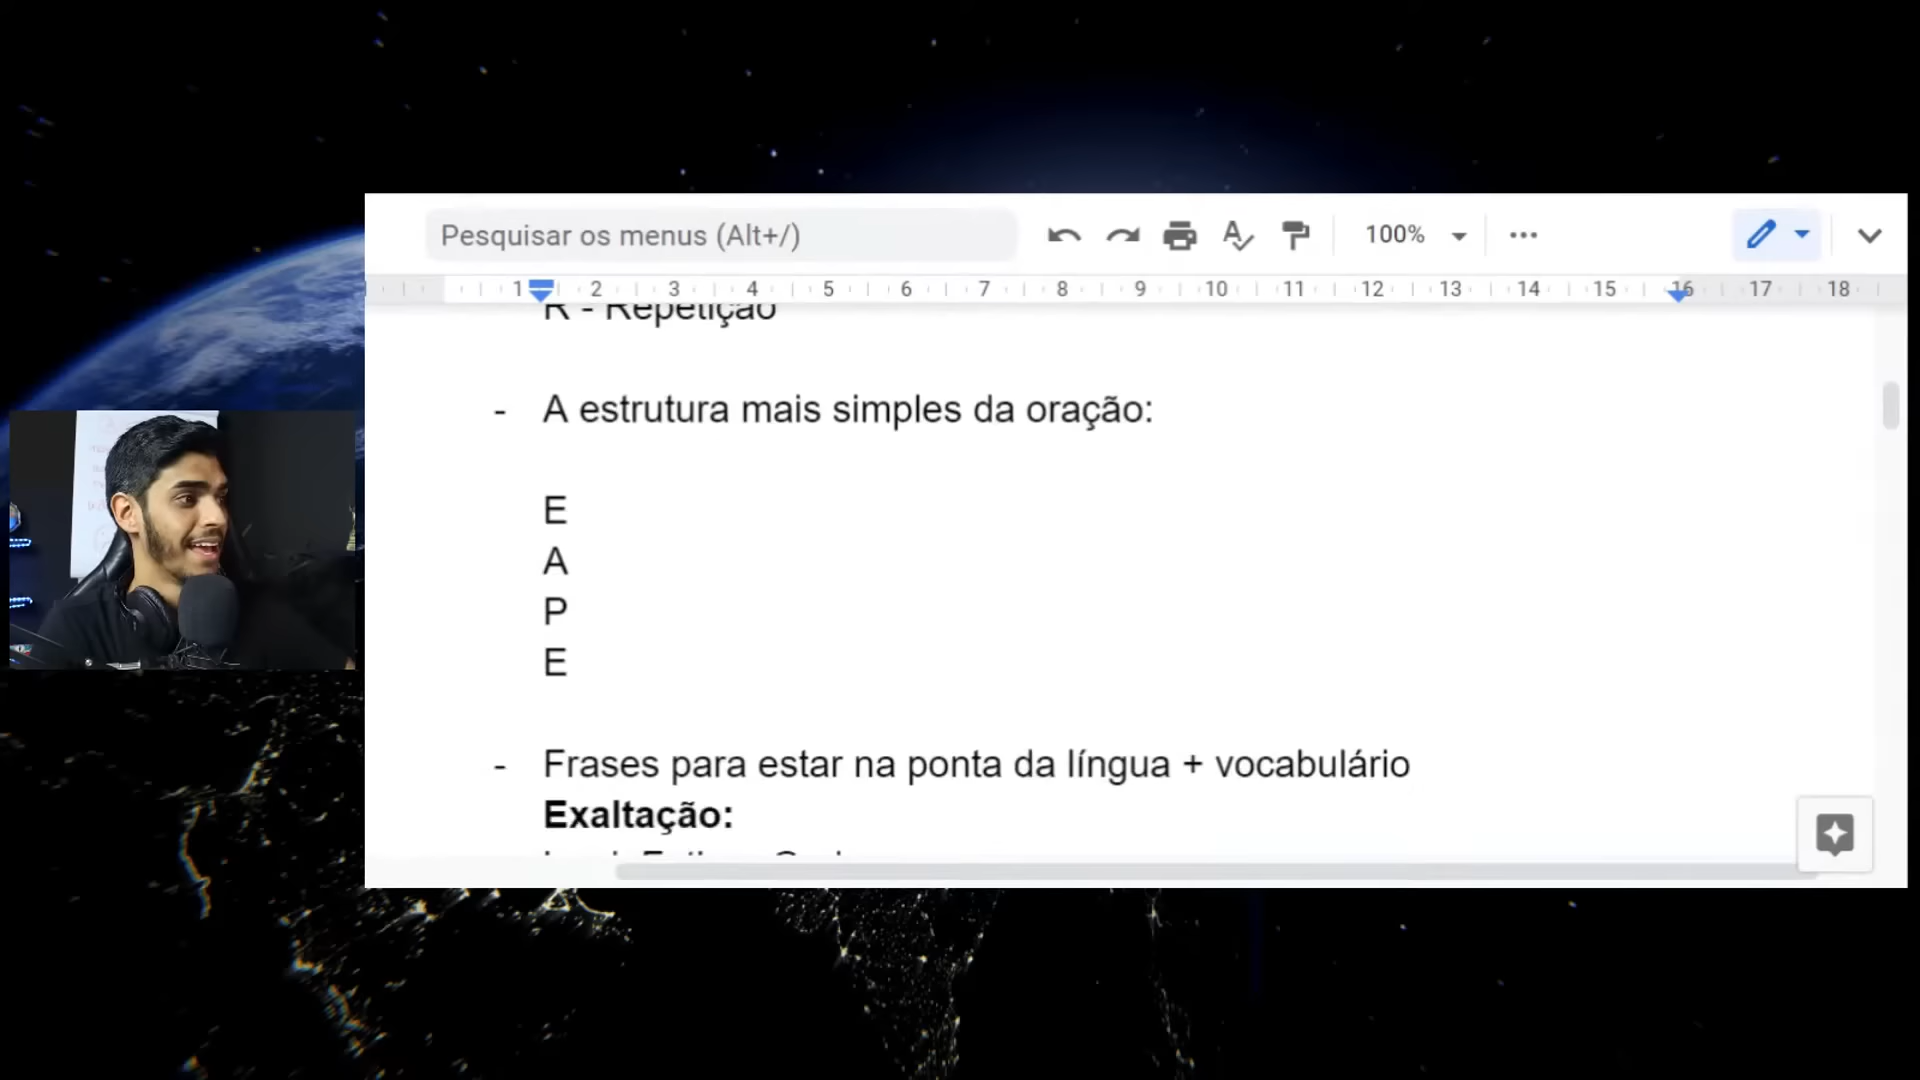 Pesquisar os menus (Alt+/)
100%
1 2 3 4 5 6 7 8 9 10 11 12 13 14 15 16 17 18
R - Repetição
- A estrutura mais simples da oração:
E
A
P
E
- Frases para estar na ponta da língua + vocabulário
Exaltação: